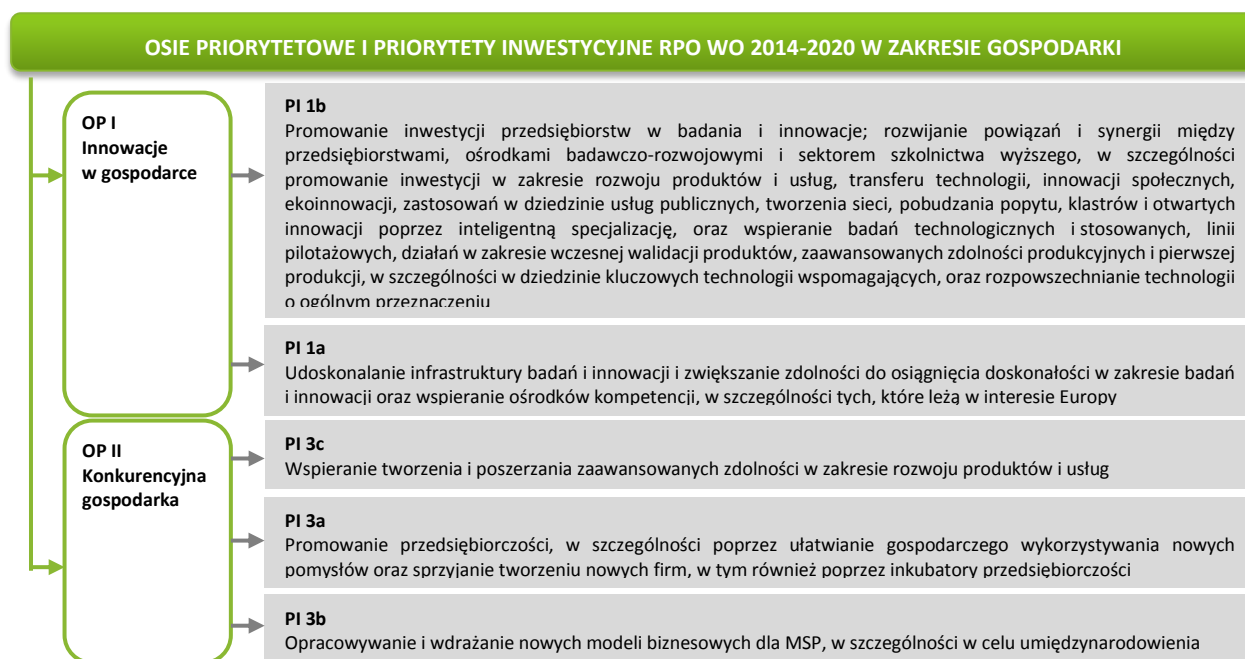 OSIE PRIORYTETOWE I PRIORYTETY INWESTYCYJNE RPO WO 2014-2020 W ZAKRESIE GOSPODARKI
OP I
Innowacje
w gospodarce
PI 1b
Promowanie inwestycji przedsiębiorstw w badania i innowacje; rozwijanie powiązań i synergii między
przedsiębiorstwami, ośrodkami badawczo-rozwojowymi i sektorem szkolnictwa wyższego, w szczególności
promowanie inwestycji w zakresie rozwoju produktów i usług, transferu technologii, innowacji społecznych,
ekoinnowacji, zastosowań w dziedzinie usług publicznych, tworzenia sieci, pobudzania popytu, klastrów i otwartych
innowacji poprzez inteligentną specjalizację, oraz wspieranie badań technologicznych i stosowanych, linii
pilotażowych, działań w zakresie wczesnej walidacji produktów, zaawansowanych zdolności produkcyjnych i pierwszej
produkcji, w szczególności w dziedzinie kluczowych technologii wspomagających, oraz rozpowszechnianie technologii
o ogólnym przeznaczeniu
PI 1a
Udoskonalanie infrastruktury badań i innowacji i zwiększanie zdolności do osiągnięcia doskonałości w zakresie badań
i innowacji oraz wspieranie ośrodków kompetencji, w szczególności tych, które leżą w interesie Europy
OP II
Konkurencyjna
gospodarka
PI 3c
Wspieranie tworzenia i poszerzania zaawansowanych zdolności w zakresie rozwoju produktów i usług
PI 3a
Promowanie przedsiębiorczości, w szczególności poprzez ułatwianie gospodarczego wykorzystywania nowych
pomysłów oraz sprzyjanie tworzeniu nowych firm, w tym również poprzez inkubatory przedsiębiorczości
PI 3b
Opracowywanie i wdrażanie nowych modeli biznesowych dla MSP, w szczególności w celu umiędzynarodowienia